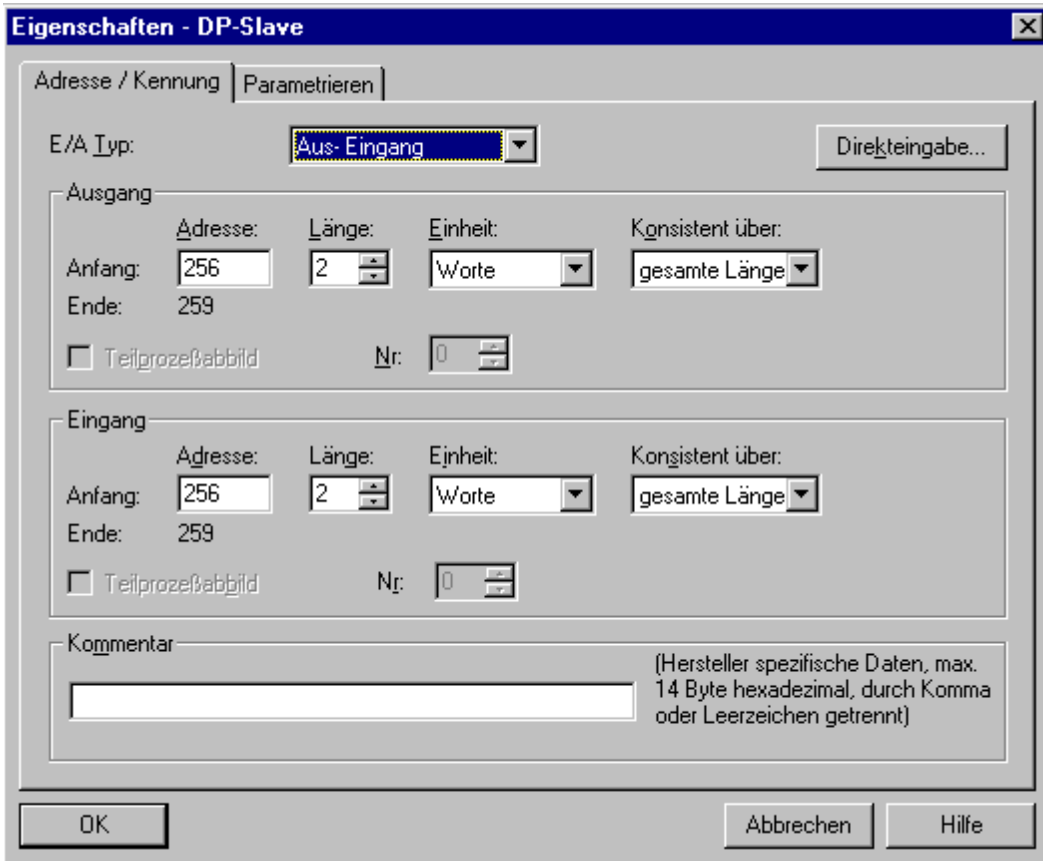 Eigenschaften - DP-Slave
Adresse / Kennung Parametrieren
E/A Typ: Aus- Eingang Direkteingabe...
Ausgang
Adresse: Länge: Einheit: Konsistent über:
Anfang: 256 2 Worte gesamte Länge
Ende: 259
Teilprozeßabbild Nr: 0
Eingang
Adresse: Länge: Einheit: Konsistent über:
Anfang: 256 2 Worte gesamte Länge
Ende: 259
Teilprozeßabbild Nr: 0
Kommentar
(Hersteller spezifische Daten, max.
14 Byte hexadezimal, durch Komma
oder Leerzeichen getrennt)
OK Abbrechen Hilfe